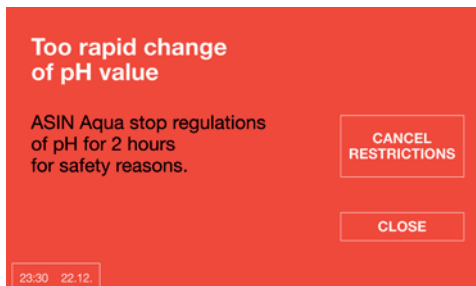 Too rapid change
of pH value
ASIN Aqua stop regulations
of pH for 2 hours
for safety reasons.
CANCEL
RESTRICTIONS
CLOSE
23:30 22.12.